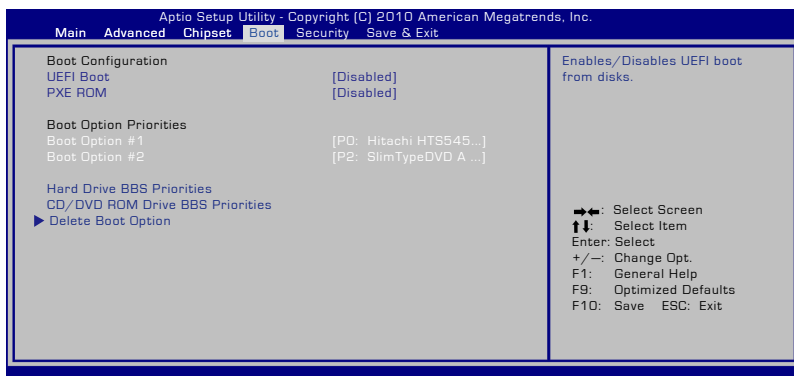 Aptio Setup Utility - Copyright (C) 2010 American Megatrends, Inc.
Main Advanced Chipset Boot Security Save & Exit
Boot Configuration
UEFI Boot [Disabled]
PXE ROM [Disabled]
Boot Option Priorities
Boot Option #1 [P0: Hitachi HTS545...]
Boot Option #2 [P2: SlimTypeDVD A ...]
Hard Drive BBS Priorities
CD/DVD ROM Drive BBS Priorities
Delete Boot Option
Enables/Disables UEFI boot
from disks.
→←: Select Screen
↑↓: Select Item
Enter: Select
+/—: Change Opt.
F1: General Help
F9: Optimized Defaults
F10: Save ESC: Exit